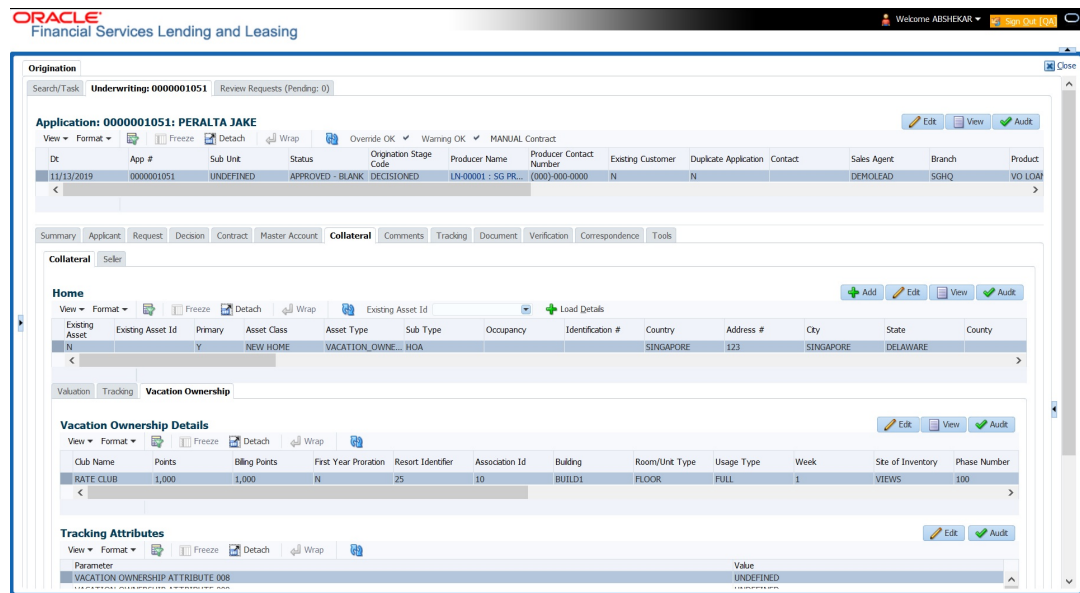 ORACLE
Financial Services Lending and Leasing
Welcome ABSHEKAR Sign Out [QA]
Close
Origination
Search/Task Underwriting: 0000001051 Review Requests (Pending: 0)
Application: 0000001051: PERALTA JAKE Edit View Audit
View Format Freeze Detach Wrap Override OK Warning OK MANUAL Contract
Dt App # Sub Unit Status Origination Stage Code Producer Name Producer Contact Number Existing Customer Duplicate Application Contact Sales Agent Branch Product
11/13/2019 0000001051 UNDEFINED APPROVED - BLANK DECISIONED LN-00001 : SG PR... (000)-000-0000 N N DEMOLEAD SGHQ VO LOAN
Summary Applicant Request Decision Contract Master Account Collateral Comments Tracking Document Verification Correspondence Tools
Collateral Seller
Home Add Edit View Audit
View Format Freeze Detach Wrap Existing Asset Id Load Details
Existing Asset Existing Asset Id Primary Asset Class Asset Type Sub Type Occupancy Identification # Country Address # City State County
N Y NEW HOME VACATION_OWNE... HOA SINGAPORE 123 SINGAPORE DELAWARE
Valuation Tracking Vacation Ownership
Vacation Ownership Details Edit View Audit
View Format Freeze Detach Wrap
Club Name Points Billing Points First Year Proration Resort Identifier Association Id Building Room/Unit Type Usage Type Week Site of Inventory Phase Number
RATE CLUB 1,000 1,000 N 25 10 BUILD1 FLOOR FULL 1 VIEWS 100
Tracking Attributes Edit Audit
View Format Freeze Detach Wrap
Parameter Value
VACATION OWNERSHIP ATTRIBUTE 008 UNDEFINED